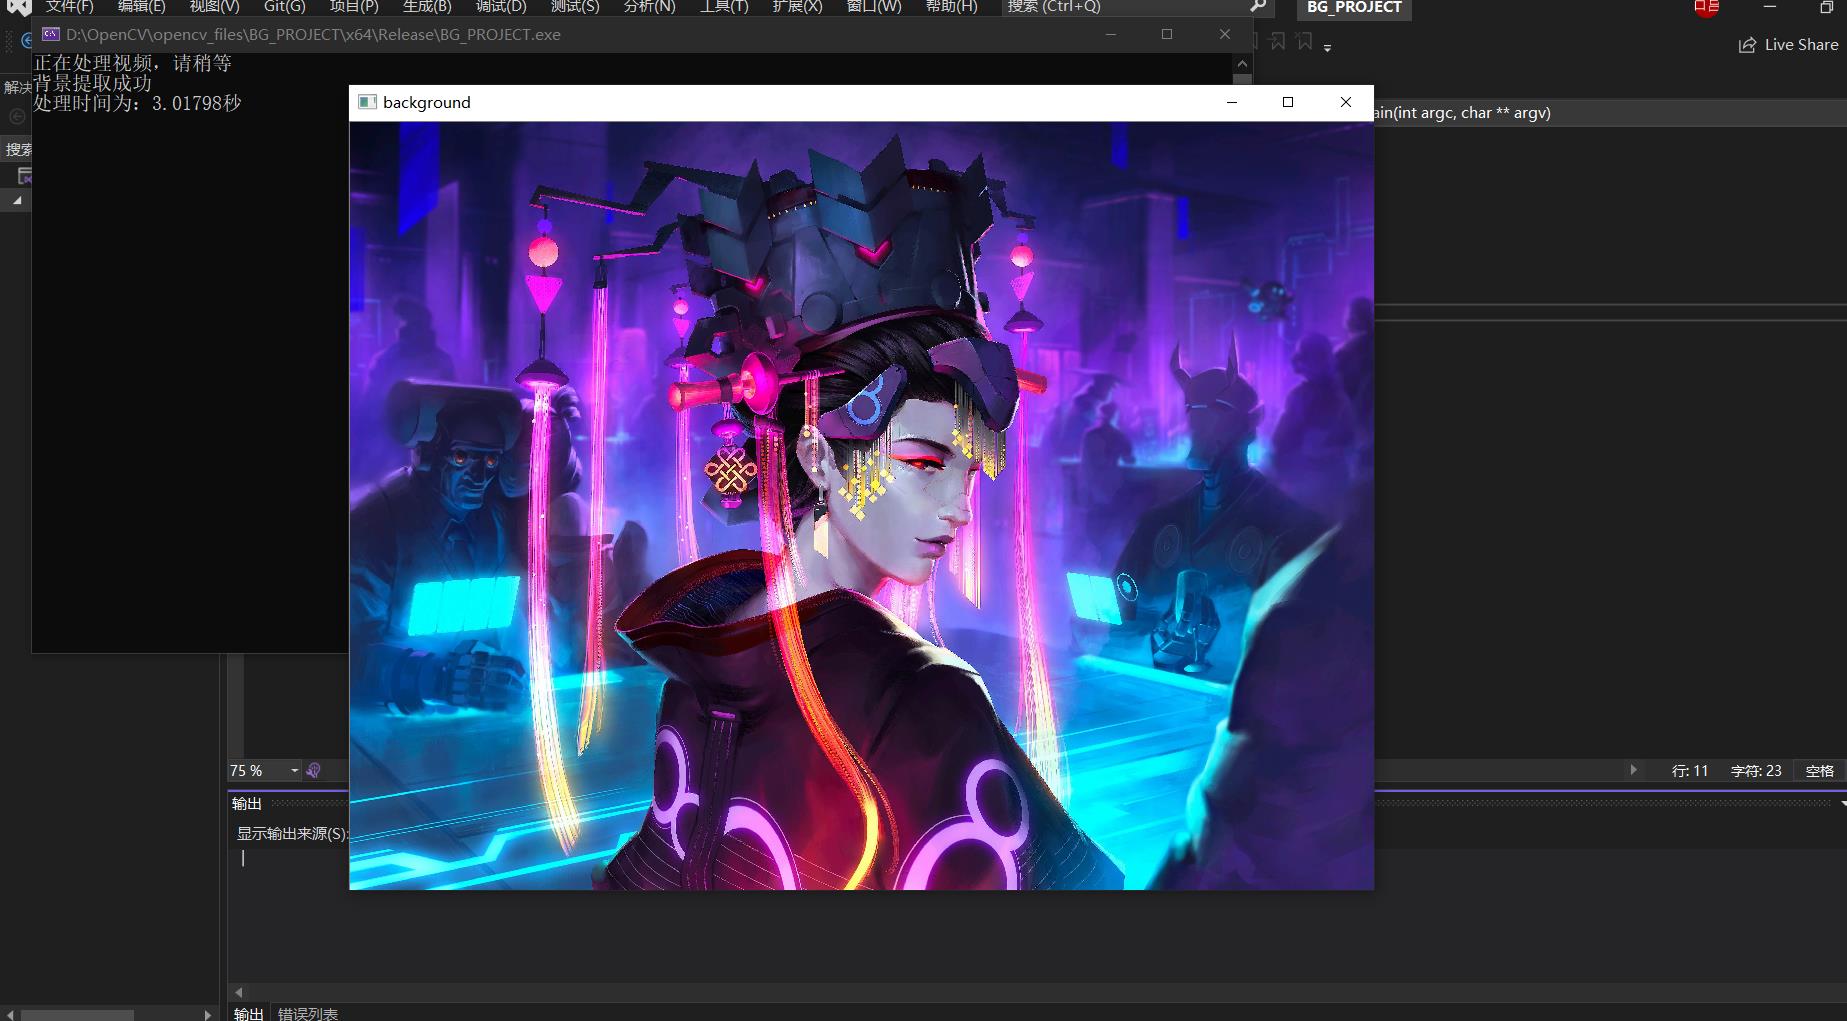 文件(F) 编辑(E) 视图(V) Git(G) 项目(P) 生成(B) 调试(D) 测试(S) 分析(N) 工具(T) 扩展(X) 窗口(W) 帮助(H) 搜索 (Ctrl+Q) BG_PROJECT
D:\OpenCV\opencv_files\BG_PROJECT\x64\Release\BG_PROJECT.exe
Live Share
正在处理视频，请稍等
解决
背景提取成功
处理时间为：3.01798秒
background
ain(int argc, char ** argv)
搜索
75 %
行: 11 字符: 23 空格
输出
显示输出来源(S):
输出 错误列表